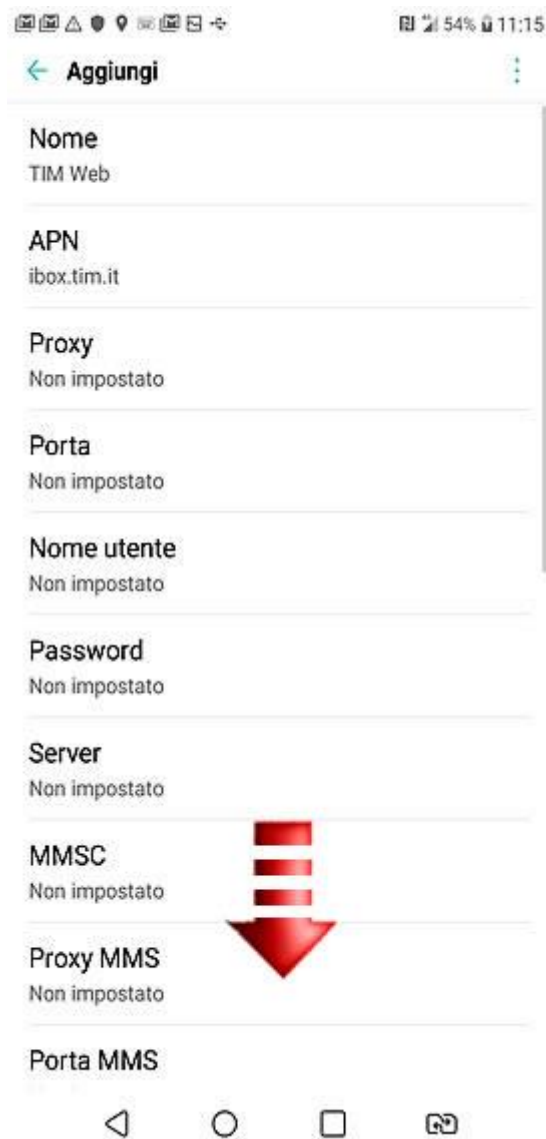 54% 11:15
Aggiungi
Nome
TIM Web
APN
ibox.tim.it
Proxy
Non impostato
Porta
Non impostato
Nome utente
Non impostato
Password
Non impostato
Server
Non impostato
MMSC
Non impostato
Proxy MMS
Non impostato
Porta MMS